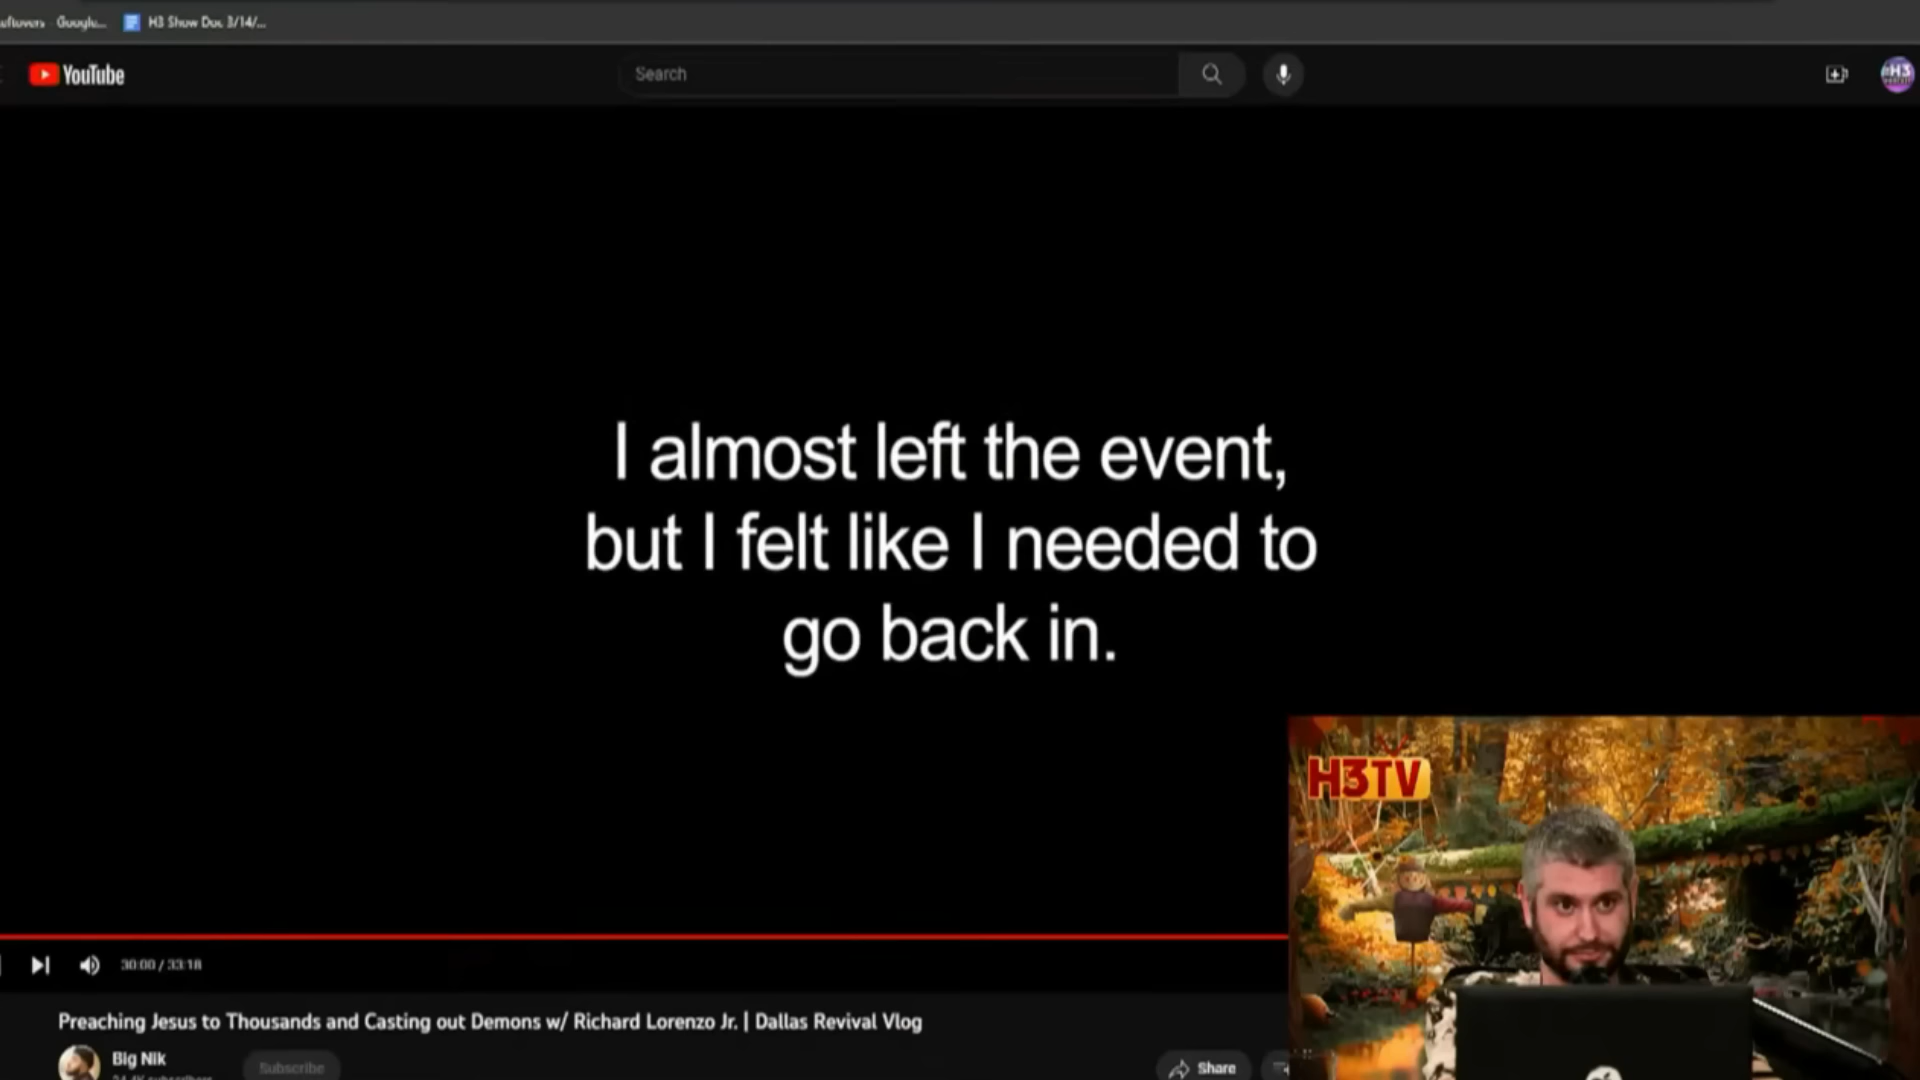 Google...
H3 Show Doc 3/14/...
YouTube
Search
H3
I almost left the event,
but I felt like I needed to
go back in.
H3TV
30:00 / 33:18
Preaching Jesus to Thousands and Casting out Demons w/ Richard Lorenzo Jr. | Dallas Revival Vlog
Big Nik
Subscribe
Share